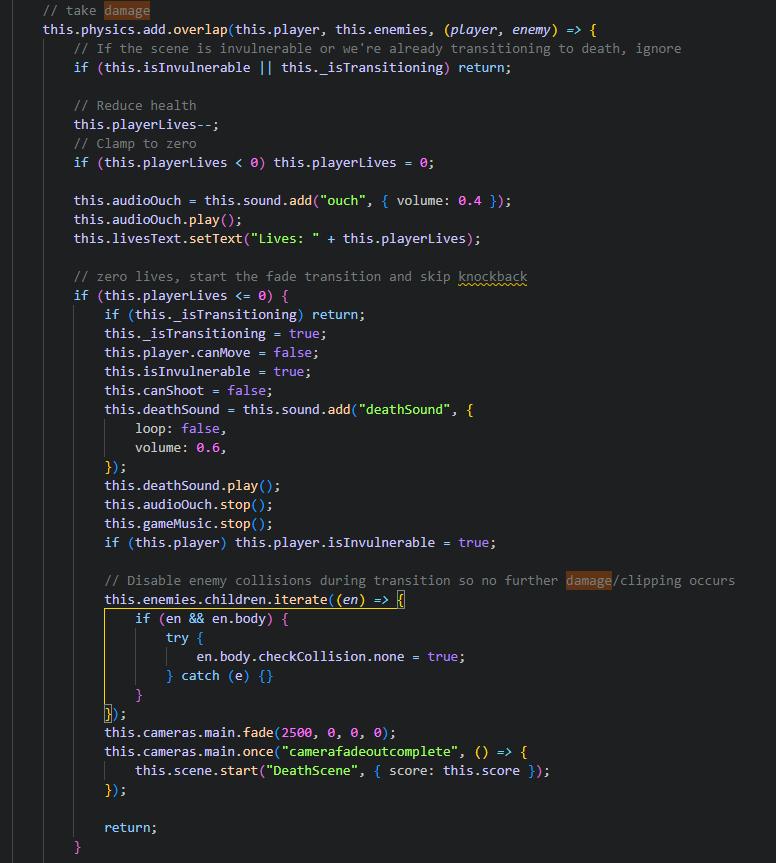 // take damage
this.physics.add.overlap(this.player, this.enemies, (player, enemy) => {
// If the scene is invulnerable or we're already transitioning to death, ignore
if (this.isInvulnerable || this._isTransitioning) return;
// Reduce health
this.playerLives--;
// Clamp to zero
if (this.playerLives < 0) this.playerLives = 0;
this.audioOuch = this.sound.add("ouch", { volume: 0.4 });
this.audioOuch.play();
this.livesText.setText("Lives: " + this.playerLives);
// zero lives, start the fade transition and skip knockback
if (this.playerLives <= 0) {
if (this._isTransitioning) return;
this._isTransitioning = true;
this.player.canMove = false;
this.isInvulnerable = true;
this.canShoot = false;
this.deathSound = this.sound.add("deathSound", {
loop: false,
volume: 0.6,
});
this.deathSound.play();
this.audioOuch.stop();
this.gameMusic.stop();
if (this.player) this.player.isInvulnerable = true;
// Disable enemy collisions during transition so no further damage/clipping occurs
this.enemies.children.iterate((en) => {
if (en && en.body) {
try {
en.body.checkCollision.none = true;
} catch (e) {}
}
});
this.cameras.main.fade(2500, 0, 0, 0);
this.cameras.main.once("camerafadeoutcomplete", () => {
this.scene.start("DeathScene", { score: this.score });
});
return;
}